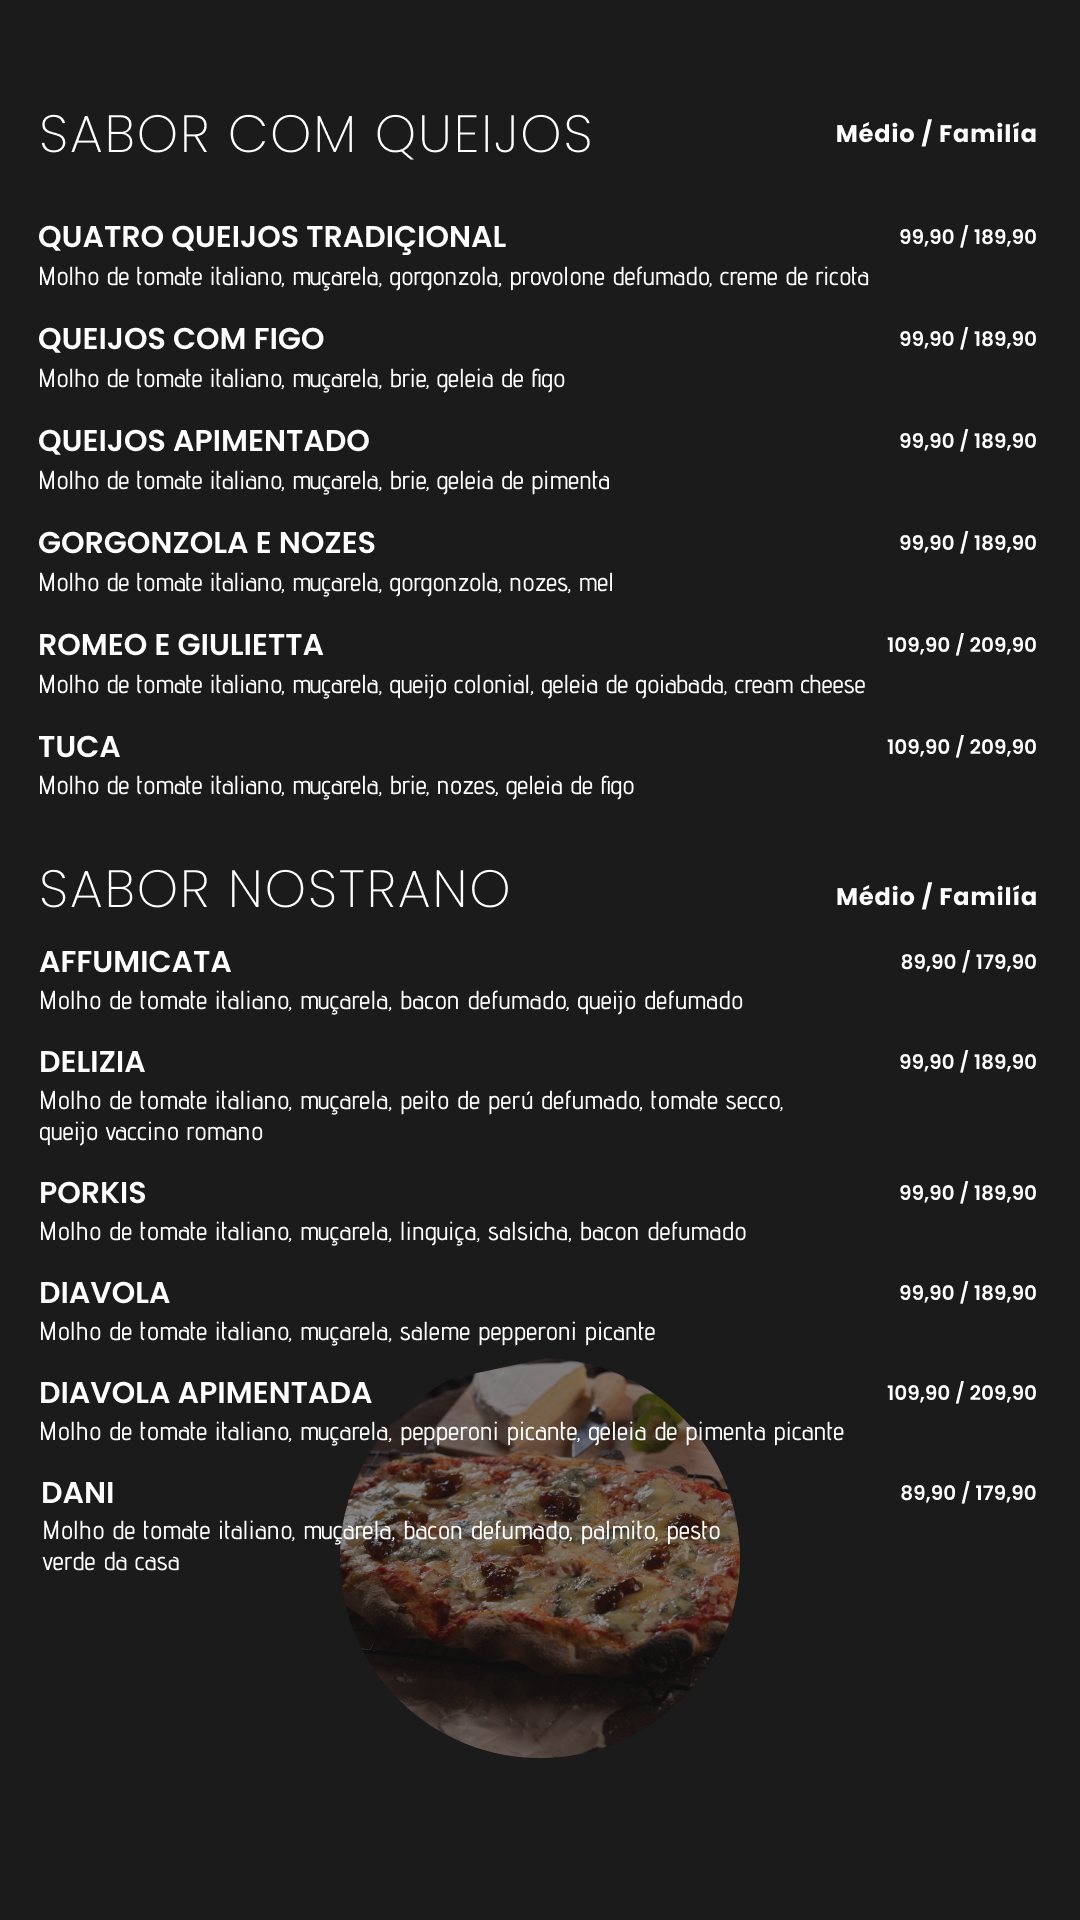 SABOR COM QUEIJOS Médio / Família
QUATRO QUEIJOS TRADIÇIONAL 99,90 / 189,90
Molho de tomate italiano, muçarela, gorgonzola, provolone defumado, creme de ricota
QUEIJOS COM FIGO 99,90 / 189,90
Molho de tomate italiano, muçarela, brie, geleia de figo
QUEIJOS APIMENTADO 99,90 / 189,90
Molho de tomate italiano, muçarela, brie, geleia de pimenta
GORGONZOLA E NOZES 99,90 / 189,90
Molho de tomate italiano, muçarela, gorgonzola, nozes, mel
ROMEO E GIULIETTA 109,90 / 209,90
Molho de tomate italiano, muçarela, queijo colonial, geleia de goiabada, cream cheese
TUCA 109,90 / 209,90
Molho de tomate italiano, muçarela, brie, nozes, geleia de figo
SABOR NOSTRANO Médio / Família
AFFUMICATA 89,90 / 179,90
Molho de tomate italiano, muçarela, bacon defumado, queijo defumado
DELIZIA 99,90 / 189,90
Molho de tomate italiano, muçarela, peito de perú defumado, tomate secco,
queijo vaccino romano
PORKIS 99,90 / 189,90
Molho de tomate italiano, muçarela, linguiça, salsicha, bacon defumado
DIAVOLA 99,90 / 189,90
Molho de tomate italiano, muçarela, saleme pepperoni picante
DIAVOLA APIMENTADA 109,90 / 209,90
Molho de tomate italiano, muçarela, pepperoni picante, geleia de pimenta picante
DANI 89,90 / 179,90
Molho de tomate italiano, muçarela, bacon defumado, palmito, pesto
verde da casa